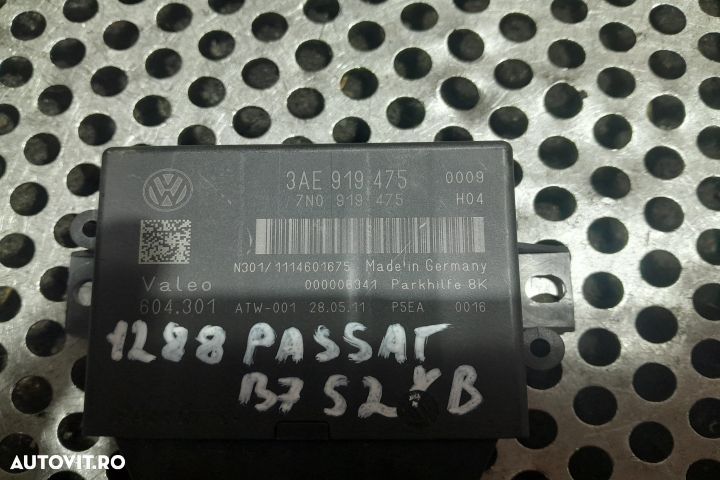 3AE 919 475 0009
7N0 919 475 H04
N301/1114601675 Made in Germany
Valeo 000006341 Parkhilfe 8K
604.301 ATW-001 28.05.11 P5EA 0016
1288 PASSAT
B7 S2 B
AUTOVIT.RO